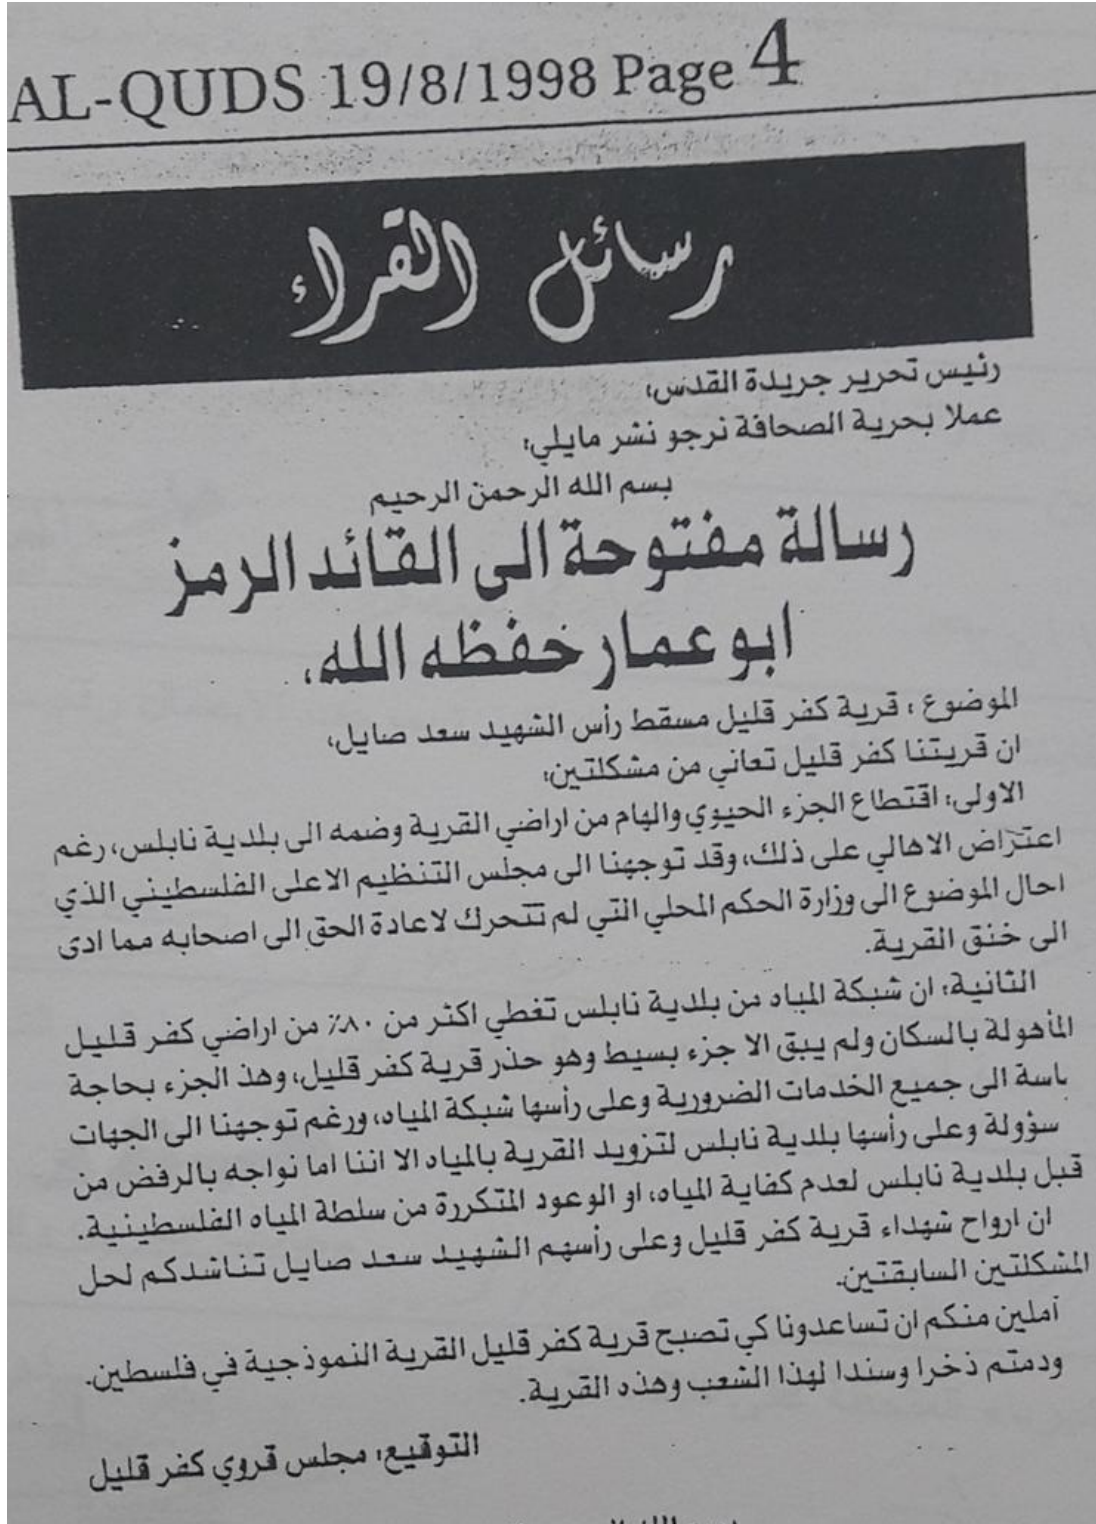 AL-QUDS 19/8/1998 Page 4
رسائل القراء
رئيس تحرير جريدة القدس،
عملا بحرية الصحافة نرجو نشر مايلي:
بسم الله الرحمن الرحيم
رسالة مفتوحة الى القائد الرمز
ابو عمار حفظه الله،
الموضوع : قرية كفر قليل مسقط رأس الشهيد سعد صايل،
ان قريتنا كفر قليل تعاني من مشكلتين:
الاولى: اقتطاع الجزء الحيوي والهام من اراضي القرية وضمه الى بلدية نابلس، رغم
اعتراض الاهالي على ذلك، وقد توجهنا الى مجلس التنظيم الاعلى الفلسطيني الذي
احال الموضوع الى وزارة الحكم المحلي التي لم تتحرك لاعادة الحق الى اصحابه مما ادى
الى خنق القرية.
الثانية: ان شبكة المياه من بلدية نابلس تغطي اكثر من ٨٠٪ من اراضي كفر قليل
المأهولة بالسكان ولم يبق الا جزء بسيط وهو حذر قرية كفر قليل، وهذ الجزء بحاجة
باسة الى جميع الخدمات الضرورية وعلى رأسها شبكة المياه، ورغم توجهنا الى الجهات
سؤولة وعلى رأسها بلدية نابلس لتزويد القرية بالمياه الا اننا اما نواجه بالرفض من
قبل بلدية نابلس لعدم كفاية المياه، او الوعود المتكررة من سلطة المياه الفلسطينية.
ان ارواح شهداء قرية كفر قليل وعلى رأسهم الشهيد سعد صايل تناشدكم لحل
المشكلتين السابقتين.
آملين منكم ان تساعدونا كي تصبح قرية كفر قليل القرية النموذجية في فلسطين.
ودمتم ذخرا وسندا لهذا الشعب وهذه القرية.
التوقيع: مجلس قروي كفر قليل